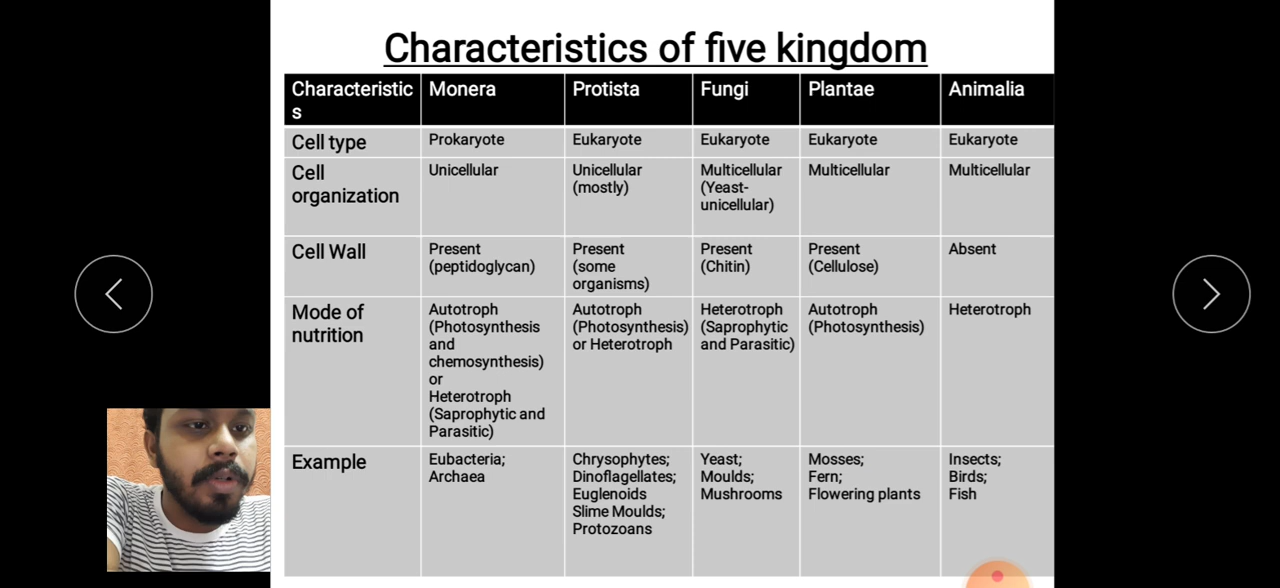 Characteristics of five kingdom
Characteristic
s
Monera
Protista
Fungi
Plantae
Animalia
Cell type
Prokaryote
Eukaryote
Eukaryote
Eukaryote
Eukaryote
Cell
organization
Unicellular
Unicellular
(mostly)
Multicellular
(Yeast-
unicellular)
Multicellular
Multicellular
Cell Wall
Present
(peptidoglycan)
Present
(some
organisms)
Present
(Chitin)
Present
(Cellulose)
Absent
Mode of
nutrition
Autotroph
(Photosynthesis
and
chemosynthesis)
or
Heterotroph
(Saprophytic and
Parasitic)
Autotroph
(Photosynthesis)
or Heterotroph
Heterotroph
(Saprophytic
and Parasitic)
Autotroph
(Photosynthesis)
Heterotroph
Example
Eubacteria;
Archaea
Chrysophytes;
Dinoflagellates;
Euglenoids
Slime Moulds;
Protozoans
Yeast;
Moulds;
Mushrooms
Mosses;
Fern;
Flowering plants
Insects;
Birds;
Fish